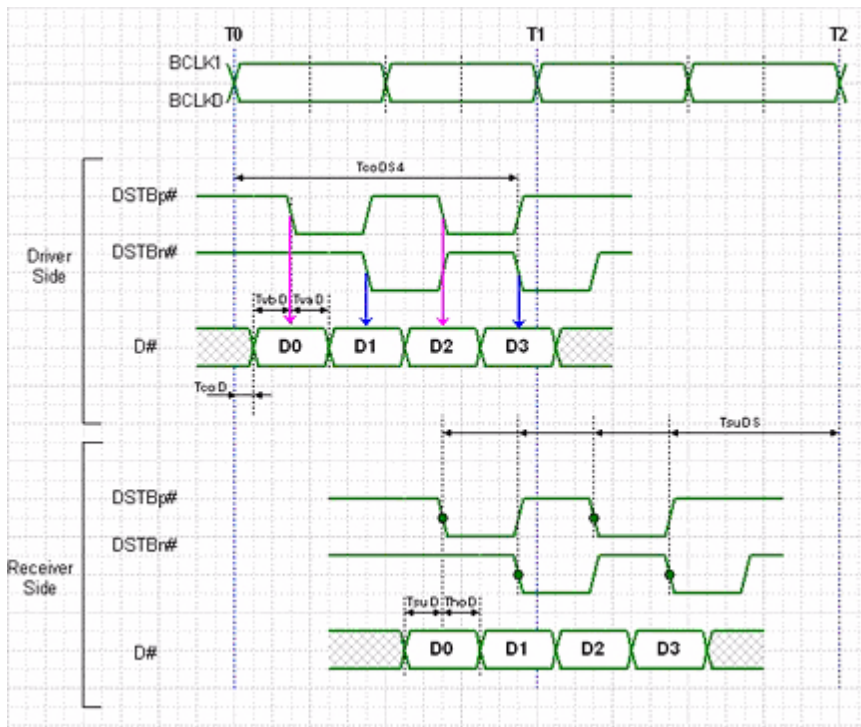 T0 T1 T2
BCLK1
BCLK0
TcoDS4
DSTBp#
DSTBn#
Driver
Side
TvbD TvaD
D# D0 D1 D2 D3
TcoD
TsuDS
DSTBp#
DSTBn#
Receiver
Side
TsuD ThoD
D# D0 D1 D2 D3